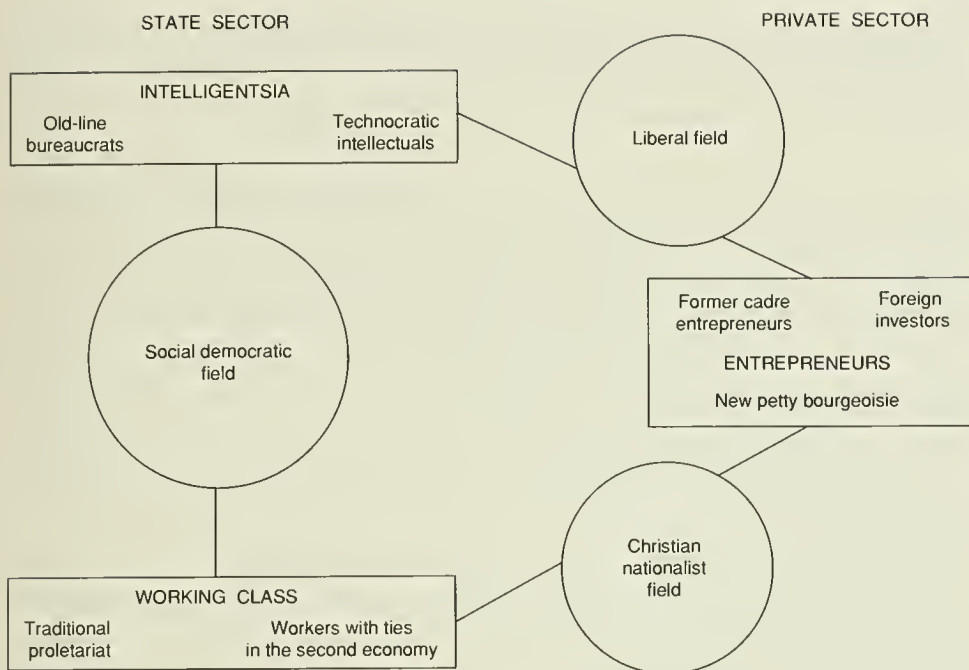 STATE SECTOR
PRIVATE SECTOR
INTELLIGENTSIA
Old-line
bureaucrats
Technocratic
intellectuals
Liberal field
Social democratic
field
Former cadre
entrepreneurs
Foreign
investors
ENTREPRENEURS
New petty bourgeoisie
Christian
nationalist
field
WORKING CLASS
Traditional
proletariat
Workers with ties
in the second economy